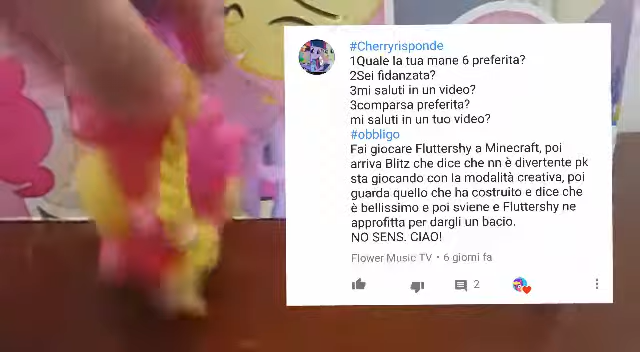 #Cherryrisponde
1Quale la tua mane 6 preferita?
2Sei fidanzata?
3mi saluti in un video?
3comparsa preferita?
mi saluti in un tuo video?
#obbligo
Fai giocare Fluttershy a Minecraft, poi
arriva Blitz che dice che nn è divertente pk
sta giocando con la modalità creativa, poi
guarda quello che ha costruito e dice che
è bellissimo e poi sviene e Fluttershy ne
approfitta per dargli un bacio.
NO SENS. CIAO!
Flower Music TV • 6 giorni fa
2